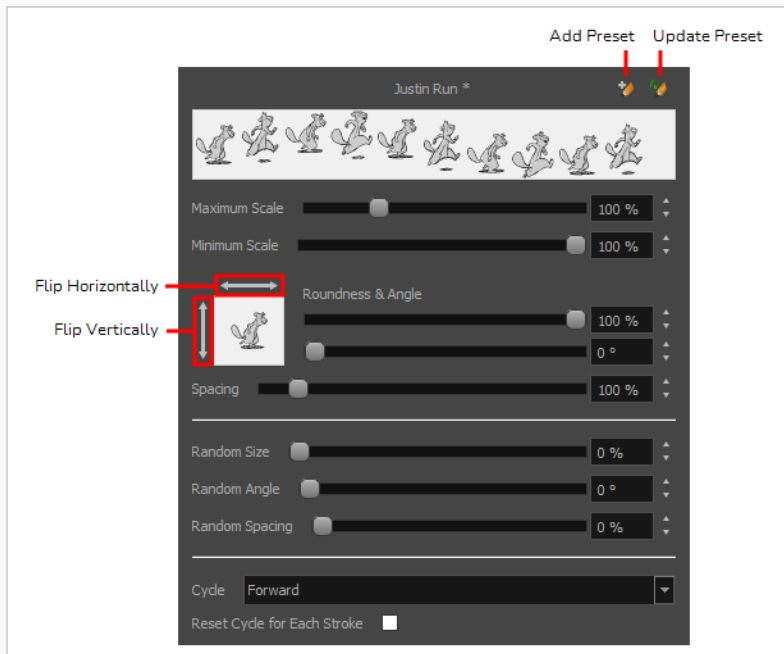 Add Preset Update Preset
Justin Run *
Maximum Scale 100 %
Minimum Scale 100 %
Flip Horizontally
Roundness & Angle
100 %
Flip Vertically
0 °
Spacing 100 %
Random Size 0 %
Random Angle 0 °
Random Spacing 0 %
Cycle Forward
Reset Cycle for Each Stroke